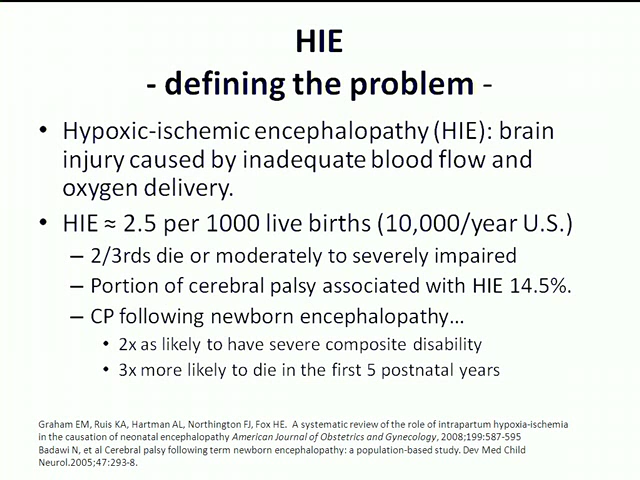 HIE
- defining the problem -
• Hypoxic-ischemic encephalopathy (HIE): brain
injury caused by inadequate blood flow and
oxygen delivery.
• HIE ≈ 2.5 per 1000 live births (10,000/year U.S.)
– 2/3rds die or moderately to severely impaired
– Portion of cerebral palsy associated with HIE 14.5%.
– CP following newborn encephalopathy…
• 2x as likely to have severe composite disability
• 3x more likely to die in the first 5 postnatal years
Graham EM, Ruis KA, Hartman AL, Northington FJ, Fox HE. A systematic review of the role of intrapartum hypoxia-ischemia
in the causation of neonatal encephalopathy American Journal of Obstetrics and Gynecology, 2008;199:587-595
Badawi N, et al Cerebral palsy following term newborn encephalopathy: a population-based study. Dev Med Child
Neurol.2005;47:293-8.